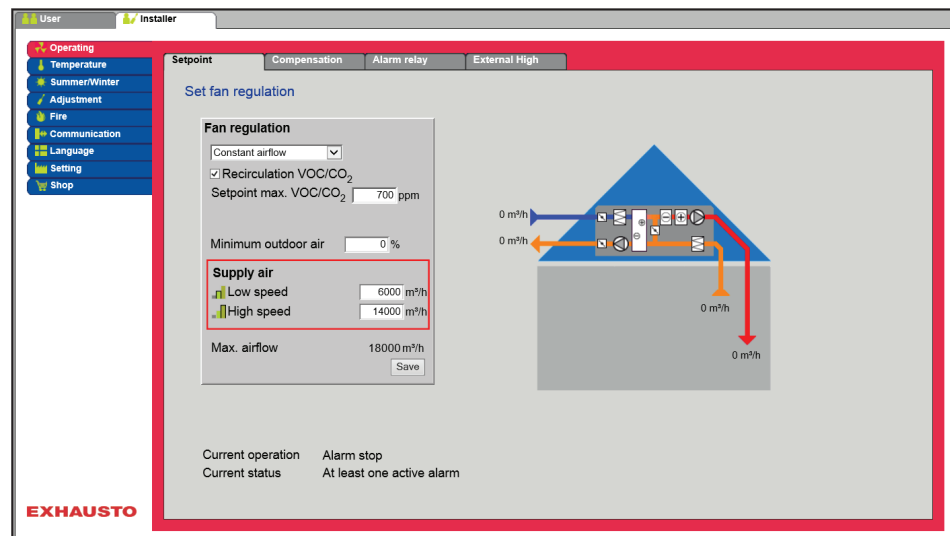 User Installer
Operating
Temperature
Summer/Winter
Adjustment
Fire
Communication
Language
Setting
Shop
Setpoint Compensation Alarm relay External High
Set fan regulation
Fan regulation
Constant airflow
Recirculation VOC/CO2
Setpoint max. VOC/CO2 700 ppm
Minimum outdoor air 0 %
Supply air
Low speed 6000 m³/h
High speed 14000 m³/h
Max. airflow 18000 m³/h
Save
0 m³/h
0 m³/h
0 m³/h
0 m³/h
Current operation Alarm stop
Current status At least one active alarm
EXHAUSTO